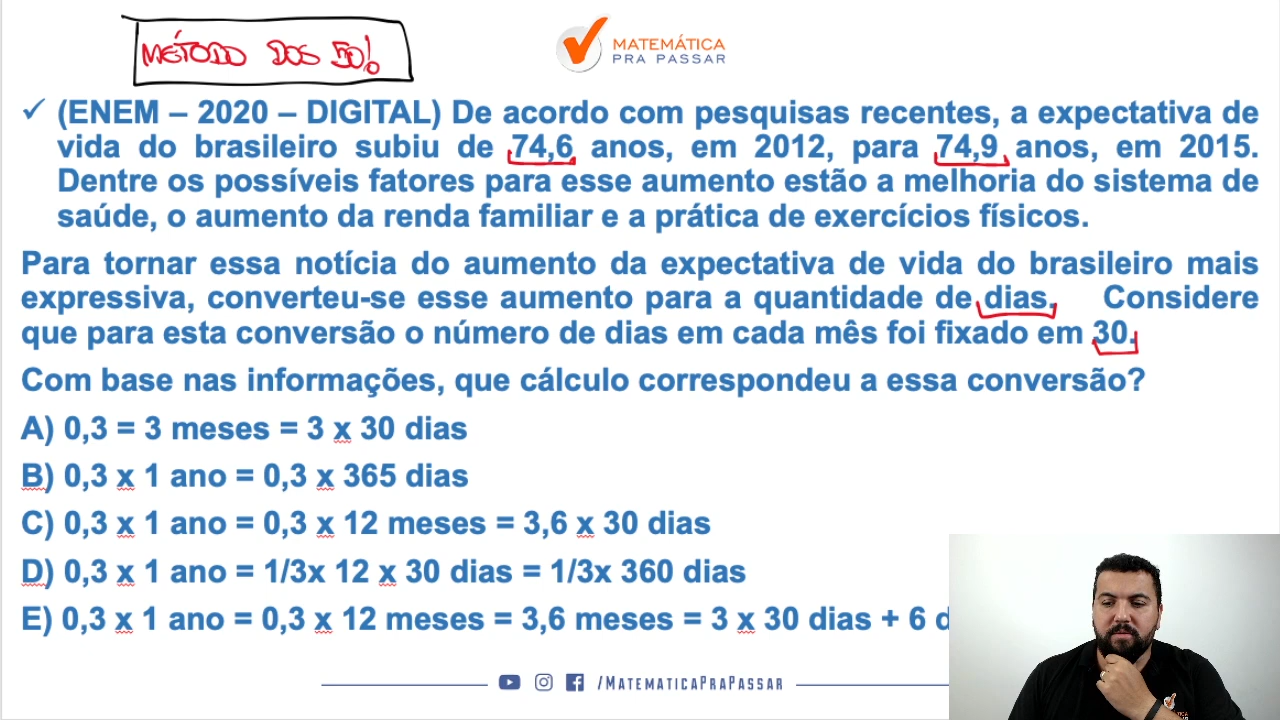 MÉTODO DOS 50!
MATEMÁTICA
PRA PASSAR
✓ (ENEM – 2020 – DIGITAL) De acordo com pesquisas recentes, a expectativa de
vida do brasileiro subiu de 74,6 anos, em 2012, para 74,9 anos, em 2015.
Dentre os possíveis fatores para esse aumento estão a melhoria do sistema de
saúde, o aumento da renda familiar e a prática de exercícios físicos.
Para tornar essa notícia do aumento da expectativa de vida do brasileiro mais
expressiva, converteu-se esse aumento para a quantidade de dias. Considere
que para esta conversão o número de dias em cada mês foi fixado em 30.
Com base nas informações, que cálculo correspondeu a essa conversão?
A) 0,3 = 3 meses = 3 x 30 dias
B) 0,3 x 1 ano = 0,3 x 365 dias
C) 0,3 x 1 ano = 0,3 x 12 meses = 3,6 x 30 dias
D) 0,3 x 1 ano = 1/3x 12 x 30 dias = 1/3x 360 dias
E) 0,3 x 1 ano = 0,3 x 12 meses = 3,6 meses = 3 x 30 dias + 6 d
/MATEMATICAPRAPASSAR
MATEMÁTICA